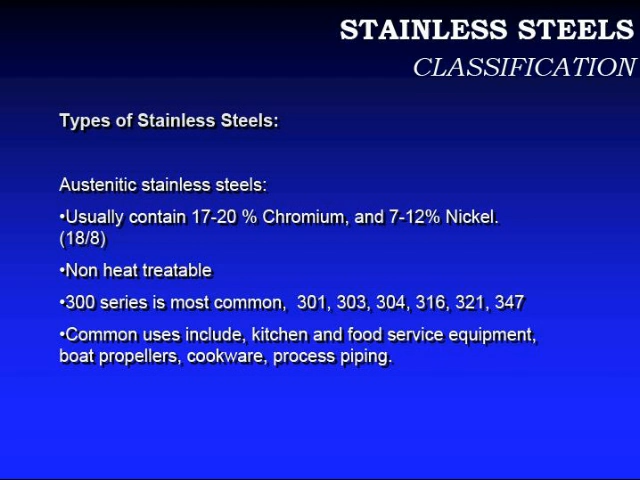 STAINLESS STEELS
CLASSIFICATION
Types of Stainless Steels:
Austenitic stainless steels:
•Usually contain 17-20 % Chromium, and 7-12% Nickel.
(18/8)
•Non heat treatable
•300 series is most common,  301, 303, 304, 316, 321, 347
•Common uses include, kitchen and food service equipment,
boat propellers, cookware, process piping.